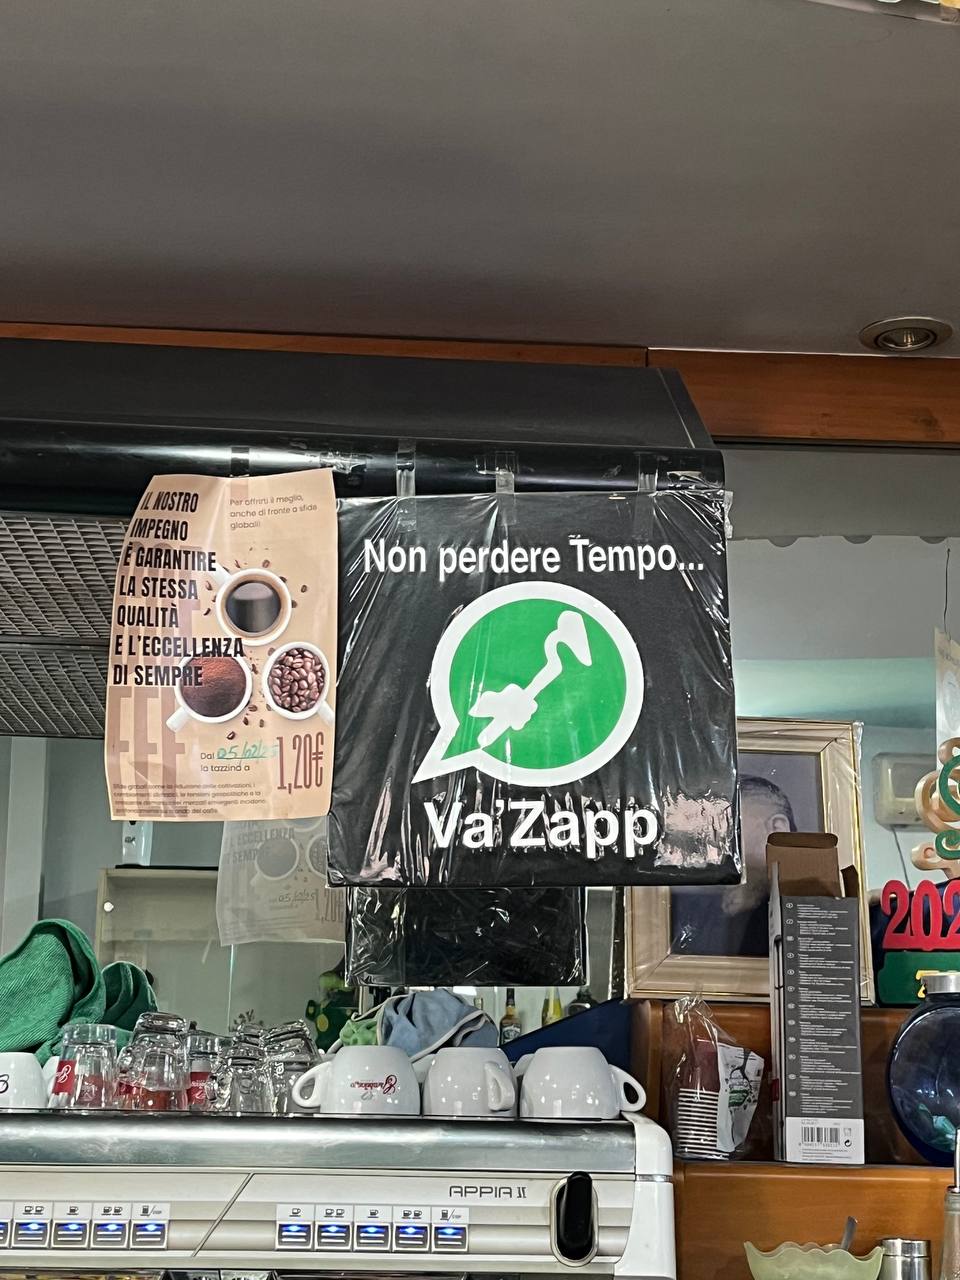 IL NOSTRO
IMPEGNO
È GARANTIRE
LA STESSA
QUALITÀ
E L'ECCELLENZA
DI SEMPRE
Per offrirti il meglio,
anche di fronte a sfide
globali!
Dal 05/02/25
la tazzina a
1,20€
Non perdere Tempo...
Va'Zapp
202
APPIA II